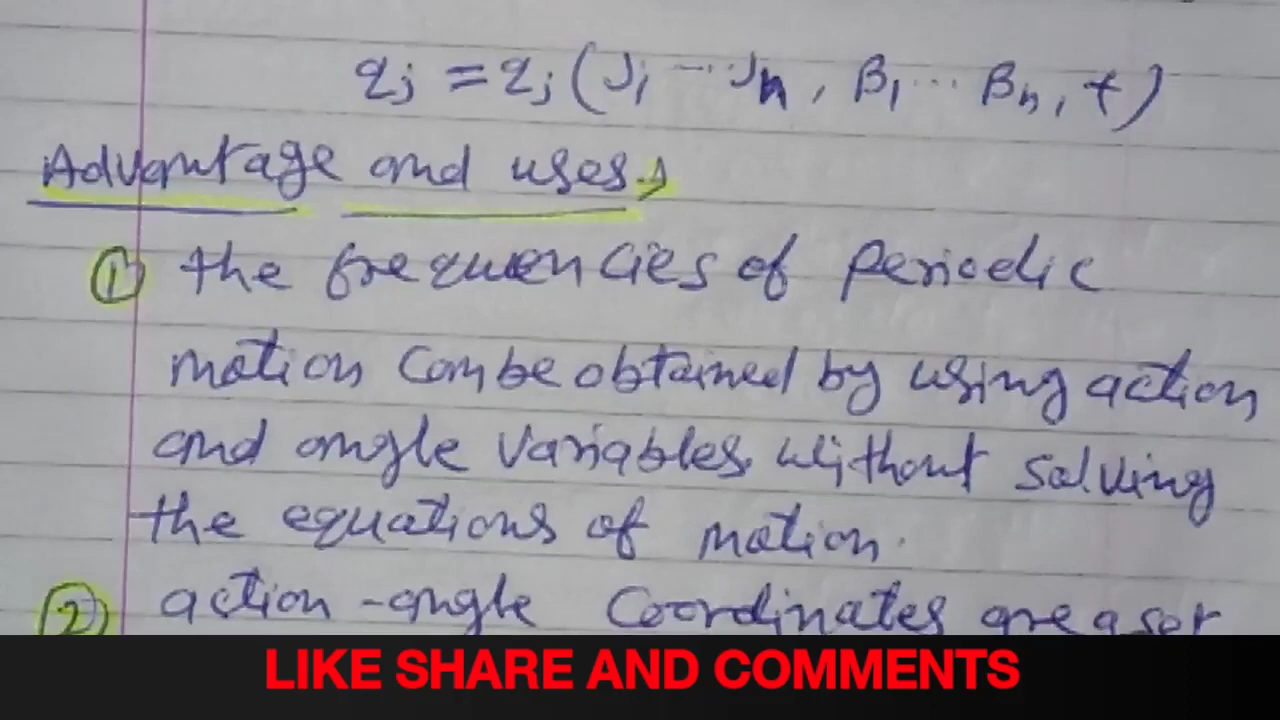 qj = qj (J1 ... Jn, β1 ... βn, t)
Advantage and uses→
① the frequencies of periodic
motion can be obtained by using action
and angle variables without solving
the equations of motion.
② action-angle coordinates are a set
LIKE SHARE AND COMMENTS